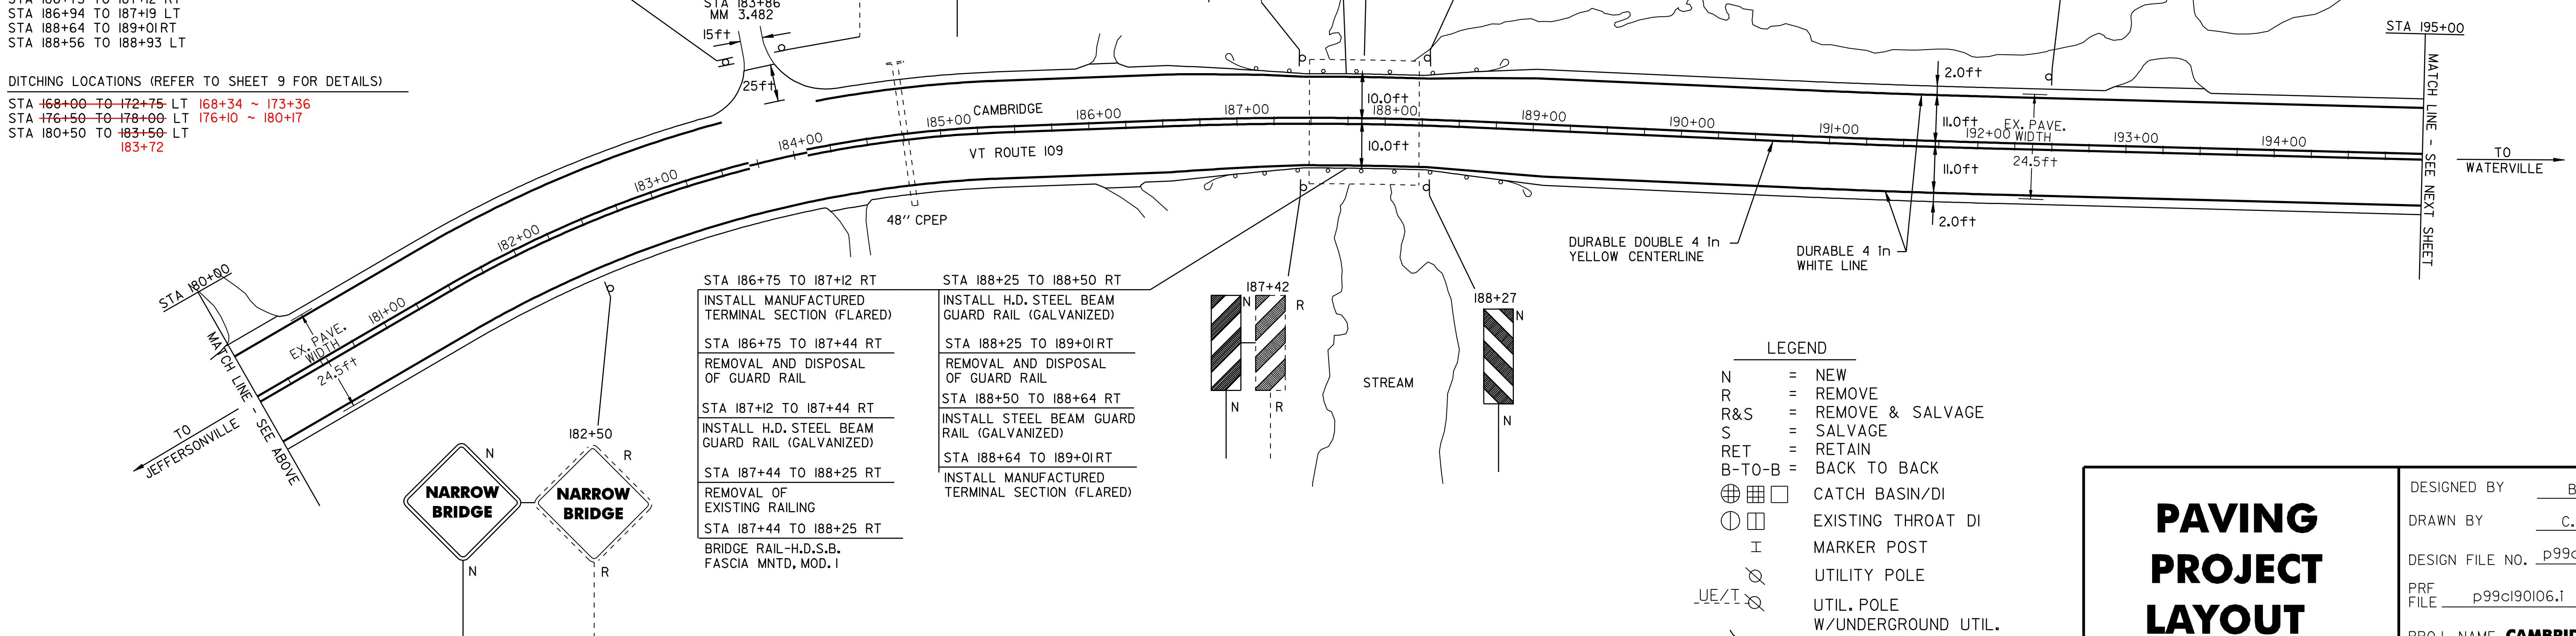 STA 186+94 TO 187+19 LT
STA 188+64 TO 189+01RT
STA 188+56 TO 188+93 LT
DITCHING LOCATIONS (REFER TO SHEET 9 FOR DETAILS)
STA 168+00 TO 172+75 LT 168+34 ~ 173+36
STA 176+50 TO 178+00 LT 176+10 ~ 180+17
STA 180+50 TO 183+50 LT
183+72
STA 183+86
MM 3.482
15ft
25ft
STA 195+00
MATCH LINE - SEE NEXT SHEET
TO
WATERVILLE
CAMBRIDGE
VT ROUTE 109
181+00
182+00
183+00
184+00
185+00
186+00
187+00
188+00
189+00
190+00
191+00
192+00
193+00
194+00
10.0ft
10.0ft
2.0ft
11.0ft
11.0ft
2.0ft
EX. PAVE.
WIDTH
24.5ft
48" CPEP
STA 180+00
EX. PAVE.
WIDTH
24.5ft
MATCH LINE - SEE ABOVE
TO
JEFFERSONVILLE
DURABLE DOUBLE 4 in
YELLOW CENTERLINE
DURABLE 4 in
WHITE LINE
182+50
N
R
NARROW
BRIDGE
NARROW
BRIDGE
N
R
STA 186+75 TO 187+12 RT
INSTALL MANUFACTURED
TERMINAL SECTION (FLARED)
STA 186+75 TO 187+44 RT
REMOVAL AND DISPOSAL
OF GUARD RAIL
STA 187+12 TO 187+44 RT
INSTALL H.D. STEEL BEAM
GUARD RAIL (GALVANIZED)
STA 187+44 TO 188+25 RT
REMOVAL OF
EXISTING RAILING
STA 187+44 TO 188+25 RT
BRIDGE RAIL-H.D.S.B.
FASCIA MNTD, MOD. 1
STA 188+25 TO 188+50 RT
INSTALL H.D. STEEL BEAM
GUARD RAIL (GALVANIZED)
STA 188+25 TO 189+01RT
REMOVAL AND DISPOSAL
OF GUARD RAIL
STA 188+50 TO 188+64 RT
INSTALL STEEL BEAM GUARD
RAIL (GALVANIZED)
STA 188+64 TO 189+01RT
INSTALL MANUFACTURED
TERMINAL SECTION (FLARED)
187+42
N
R
N
R
188+27
N
N
STREAM
LEGEND
N = NEW
R = REMOVE
R&S = REMOVE & SALVAGE
S = SALVAGE
RET = RETAIN
B-TO-B = BACK TO BACK
CATCH BASIN/DI
EXISTING THROAT DI
MARKER POST
UTILITY POLE
UE/T UTIL. POLE
W/UNDERGROUND UTIL.
PAVING
PROJECT
LAYOUT
DESIGNED BY B
DRAWN BY C.
DESIGN FILE NO. p99c
PRF
FILE p99c190106.i